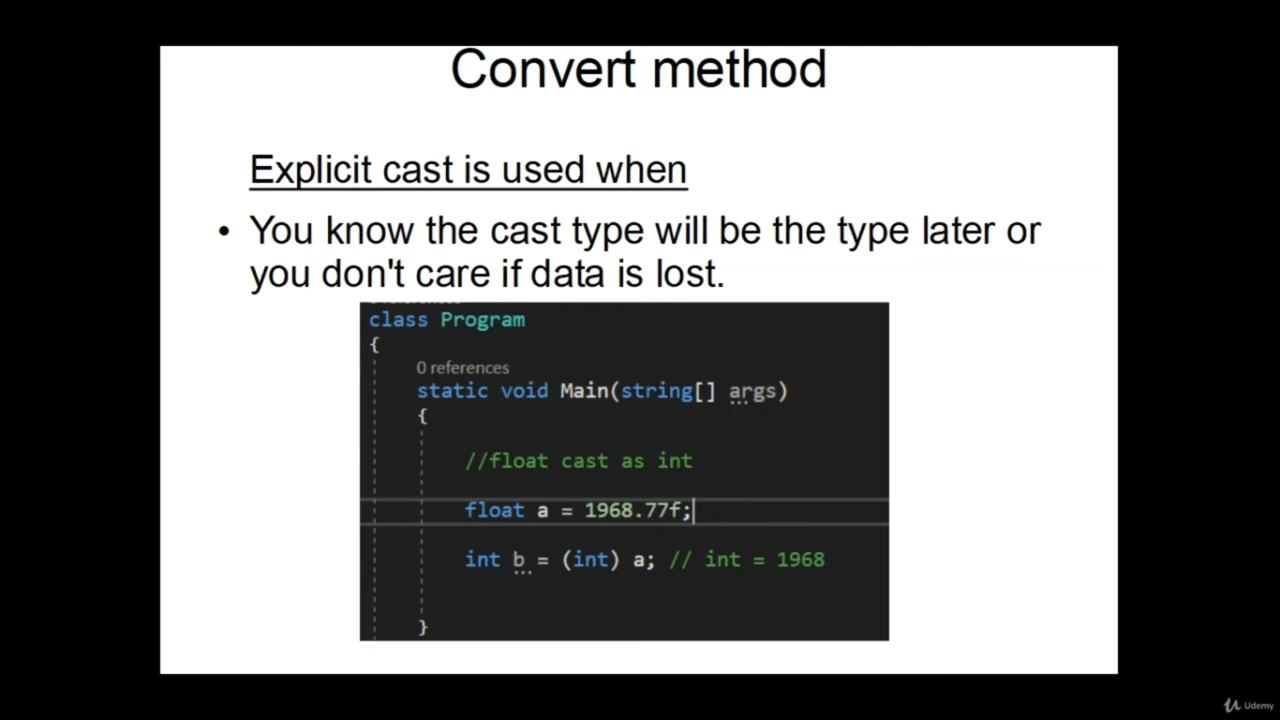 Convert method
Explicit cast is used when
• You know the cast type will be the type later or
you don't care if data is lost.
class Program
{
0 references
static void Main(string[] args)
{
//float cast as int
float a = 1968.77f;
int b = (int) a; // int = 1968
}
Udemy